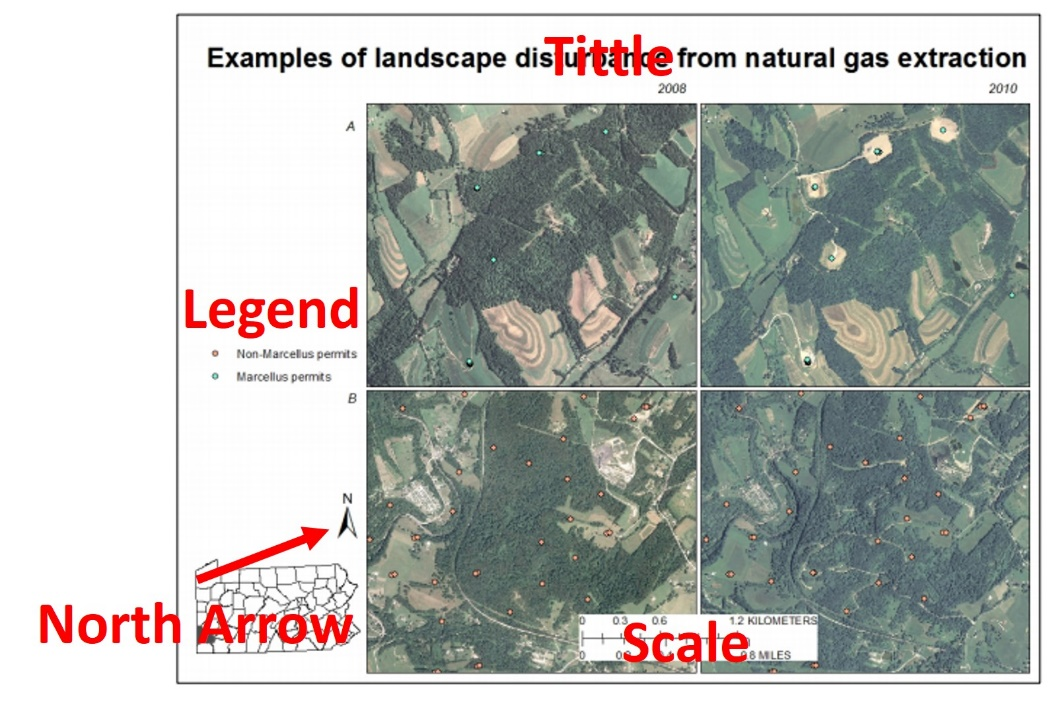 Examples of landscape disturbance from natural gas extraction
Tittle
2008
2010
A
Legend
Non-Marcellus permits
Marcellus permits
B
N
North Arrow
0 0.3 0.6 1.2 KILOMETERS
Scale
0 MILES